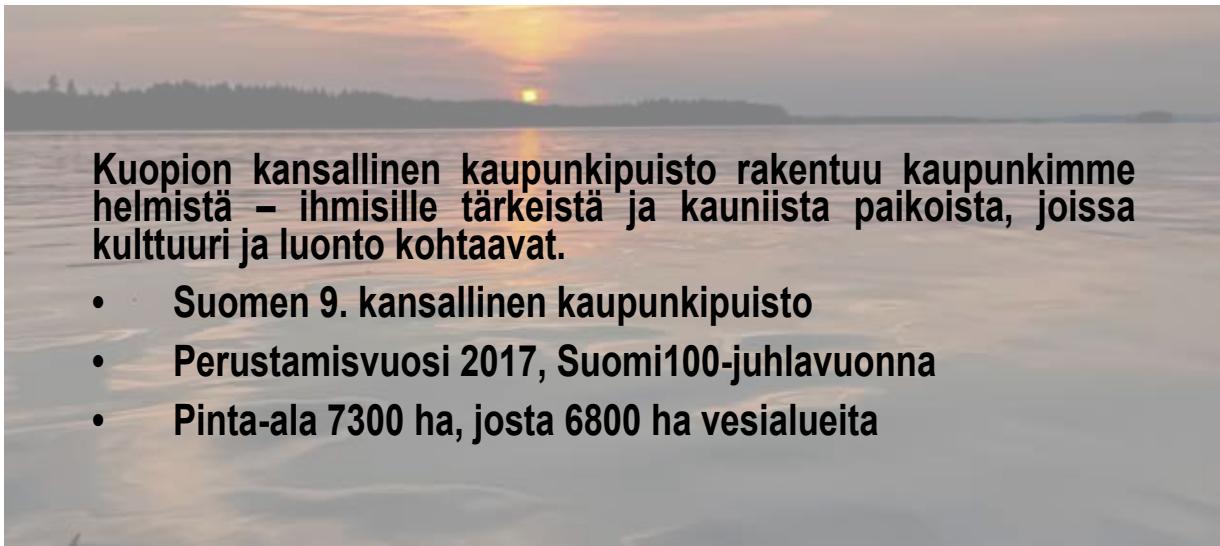 Kuopion kansallinen kaupunkipuisto rakentuu kaupunkimme
helmistä – ihmisille tärkeistä ja kauniista paikoista, joissa
kulttuuri ja luonto kohtaavat.
• Suomen 9. kansallinen kaupunkipuisto
• Perustamisvuosi 2017, Suomi100-juhlavuonna
• Pinta-ala 7300 ha, josta 6800 ha vesialueita